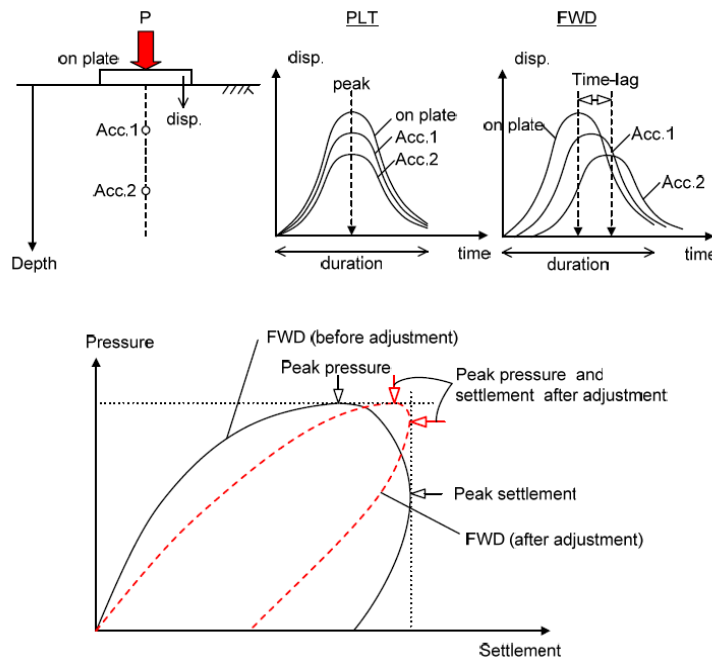 P
on plate
disp.
Acc.1
Acc.2
Depth
PLT
disp.
peak
on plate
Acc.1
Acc.2
time
duration
FWD
disp.
Time-lag
on plate
Acc.1
Acc.2
time
duration
Pressure
FWD (before adjustment)
Peak pressure
Peak pressure and
settlement after adjustment
Peak settlement
FWD (after adjustment)
Settlement